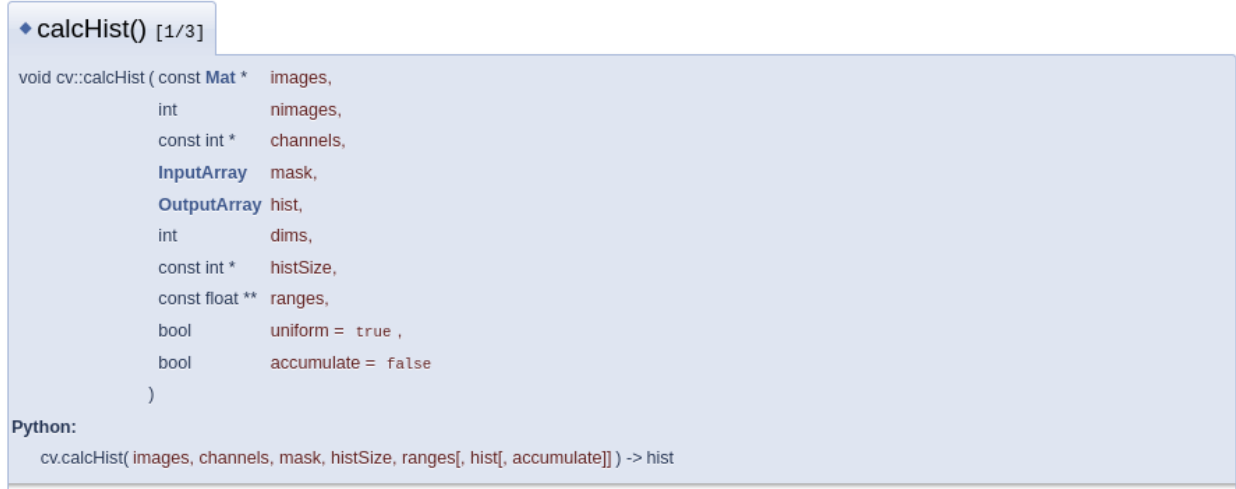 ◆ calcHist() [1/3]
void cv::calcHist ( const Mat * images,
int nimages,
const int * channels,
InputArray mask,
OutputArray hist,
int dims,
const int * histSize,
const float ** ranges,
bool uniform = true ,
bool accumulate = false
)
Python:
cv.calcHist( images, channels, mask, histSize, ranges[, hist[, accumulate]] ) -> hist